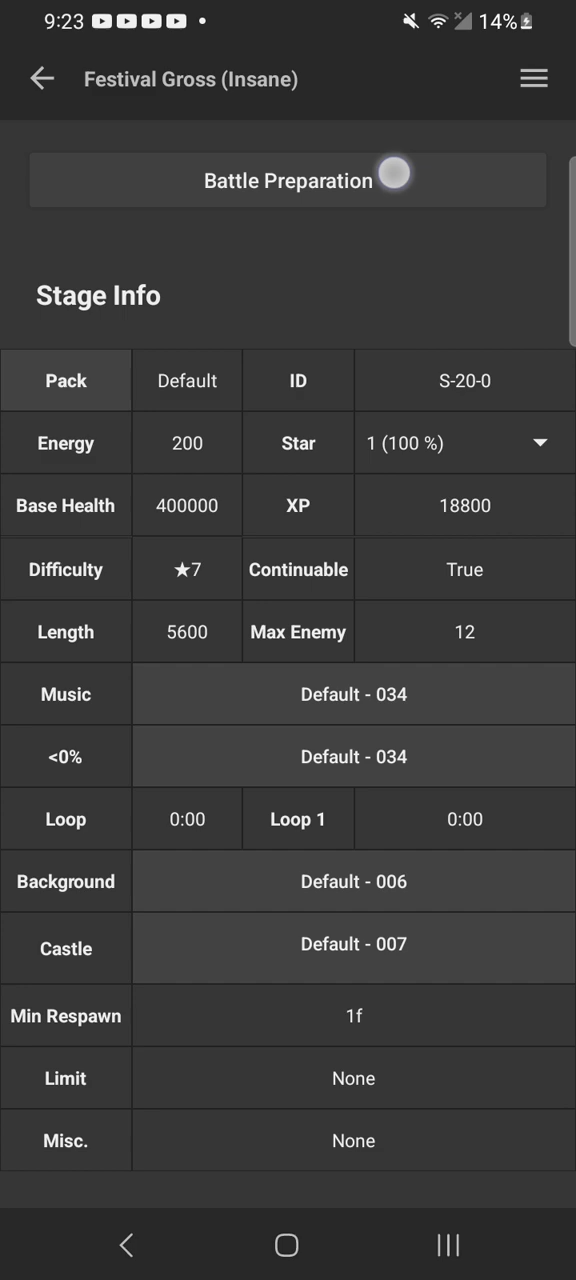 9:23
14%
Festival Gross (Insane)
Battle Preparation
Stage Info
Pack Default ID S-20-0
Energy 200 Star 1 (100 %)
Base Health 400000 XP 18800
Difficulty ★7 Continuable True
Length 5600 Max Enemy 12
Music Default - 034
<0% Default - 034
Loop 0:00 Loop 1 0:00
Background Default - 006
Castle Default - 007
Min Respawn 1f
Limit None
Misc. None